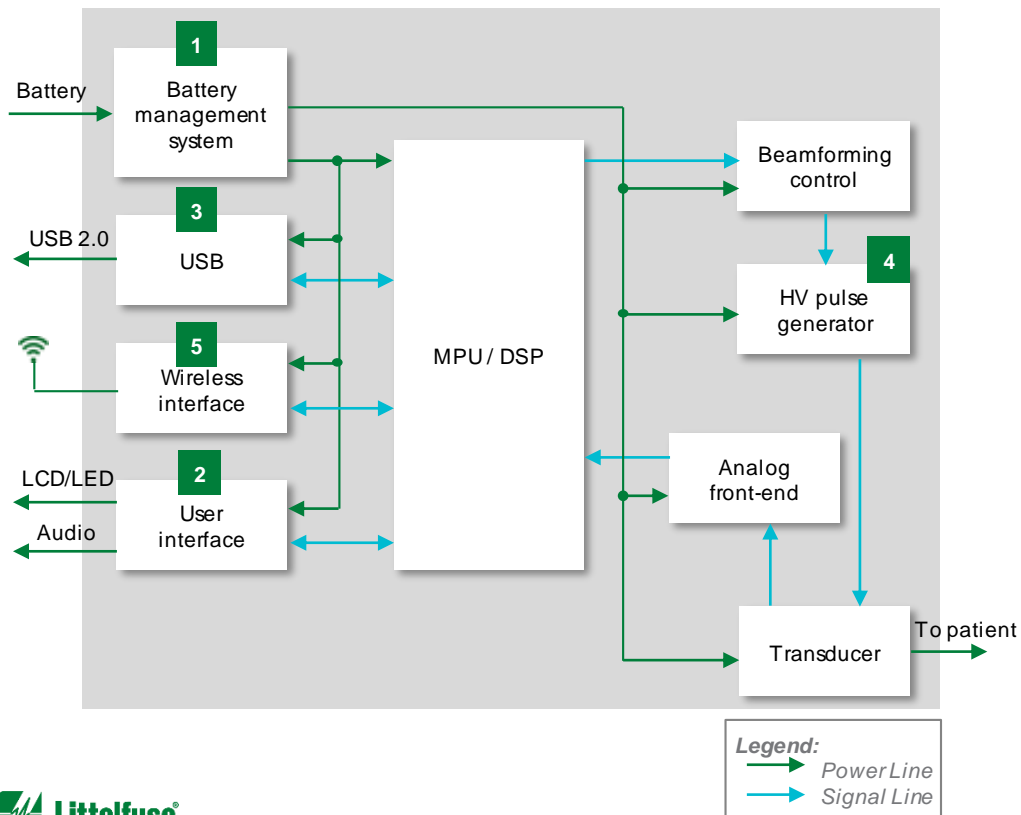 1
Battery
Battery
management
system
3
USB 2.0
USB
5
Wireless
interface
2
LCD/LED
Audio
User
interface
MPU / DSP
Beamforming
control
4
HV pulse
generator
Analog
front-end
Transducer
To patient
Legend:
Power Line
Signal Line
Littelfuse®